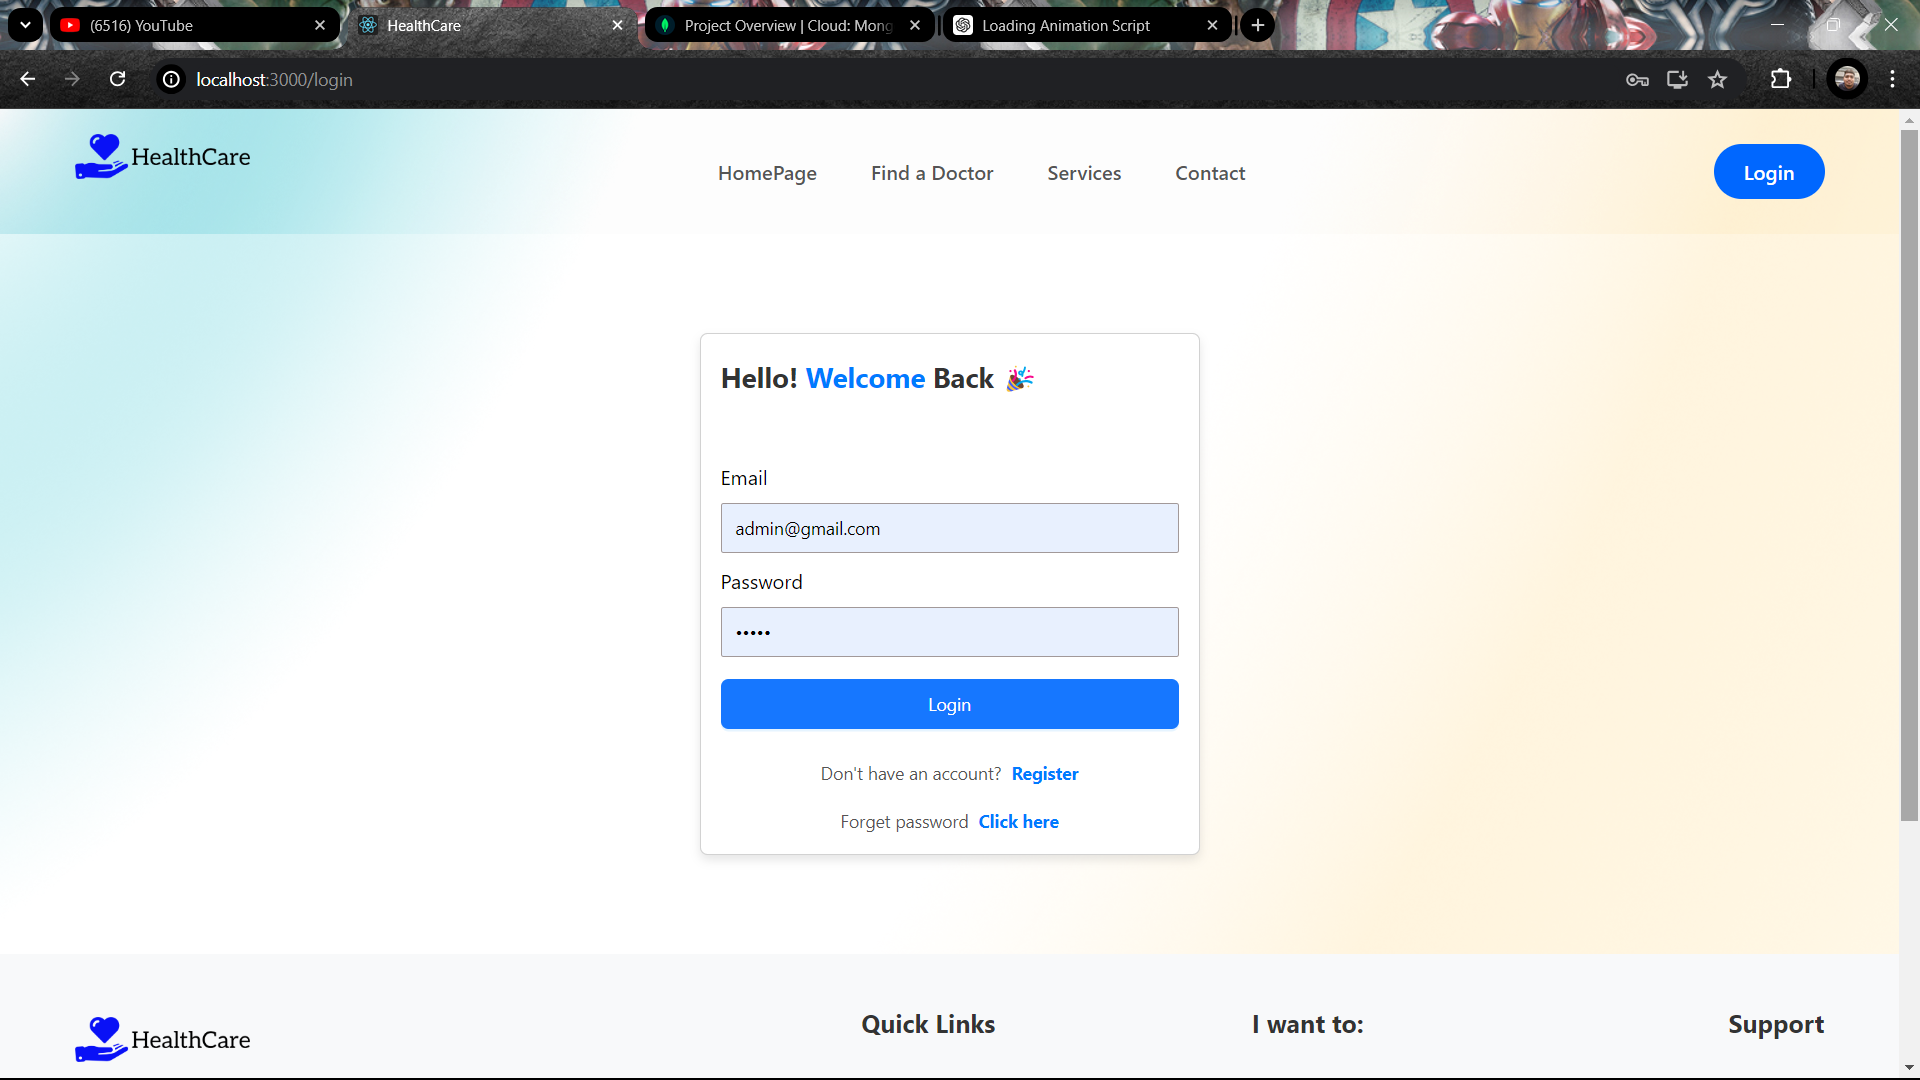 (6516) YouTube
HealthCare
Project Overview | Cloud: Mong
Loading Animation Script
localhost:3000/login
HealthCare
HomePage
Find a Doctor
Services
Contact
Login
Hello! Welcome Back 🎉
Email
admin@gmail.com
Password
•••••
Login
Don't have an account? Register
Forget password Click here
HealthCare
Quick Links
I want to:
Support